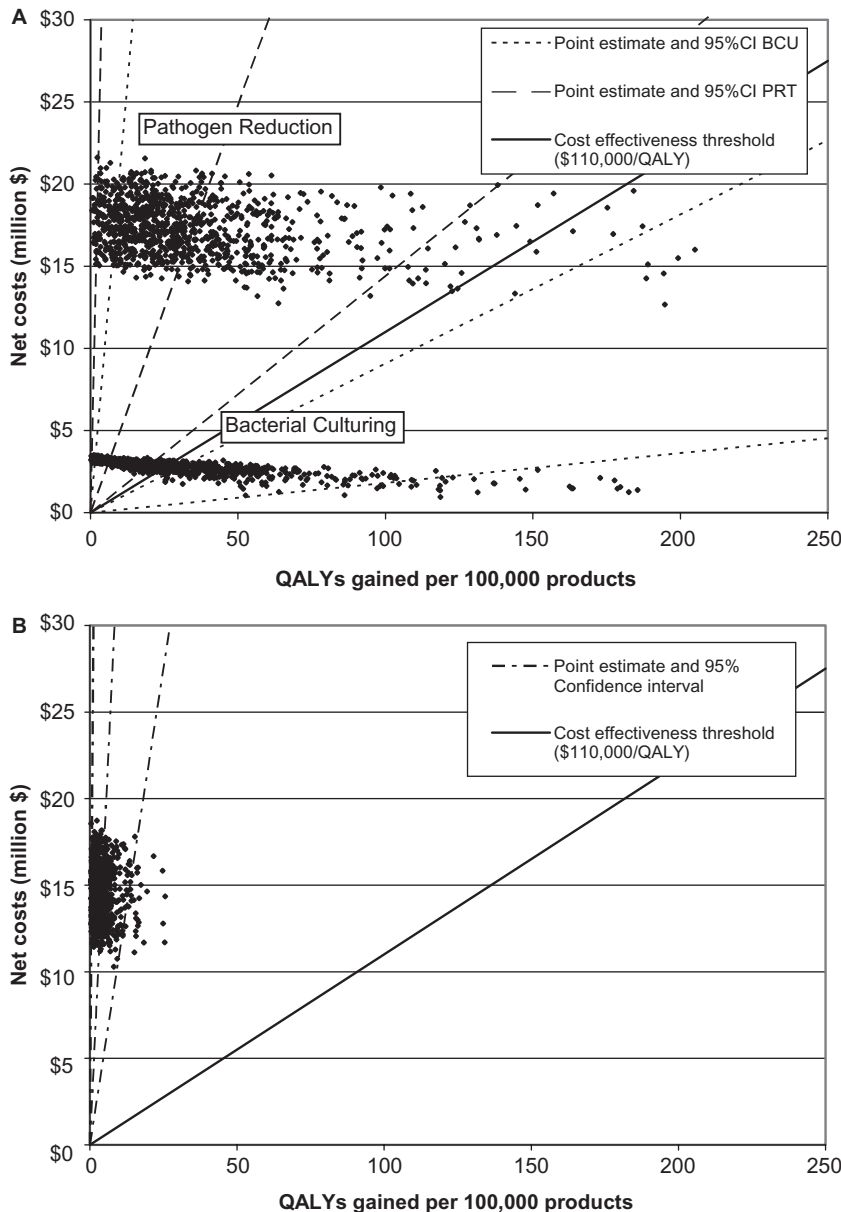 A
Net costs (million $)
$30
$25
$20
$15
$10
$5
$0
Pathogen Reduction
Bacterial Culturing
Point estimate and 95%CI BCU
Point estimate and 95%CI PRT
Cost effectiveness threshold
($110,000/QALY)
0 50 100 150 200 250
QALYs gained per 100,000 products
B
Net costs (million $)
$30
$25
$20
$15
$10
$5
$0
Point estimate and 95%
Confidence interval
Cost effectiveness threshold
($110,000/QALY)
0 50 100 150 200 250
QALYs gained per 100,000 products